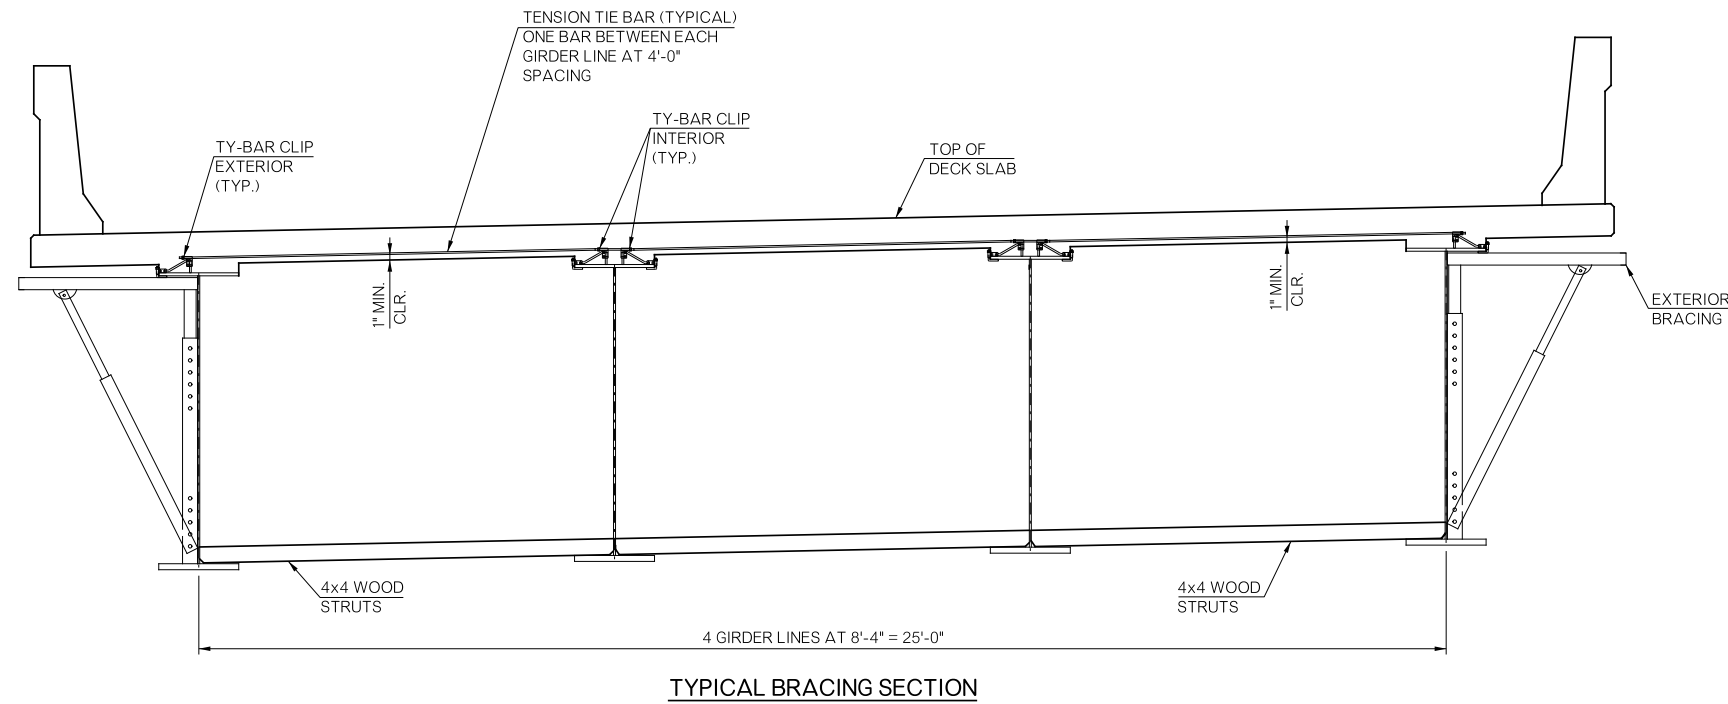 TENSION TIE BAR (TYPICAL)
ONE BAR BETWEEN EACH
GIRDER LINE AT 4'-0"
SPACING
TY-BAR CLIP
INTERIOR
(TYP.)
TY-BAR CLIP
EXTERIOR
(TYP.)
TOP OF
DECK SLAB
1" MIN.
CLR.
1" MIN.
CLR.
EXTERIOR
BRACING
4x4 WOOD
STRUTS
4x4 WOOD
STRUTS
4 GIRDER LINES AT 8'-4" = 25'-0"
TYPICAL BRACING SECTION